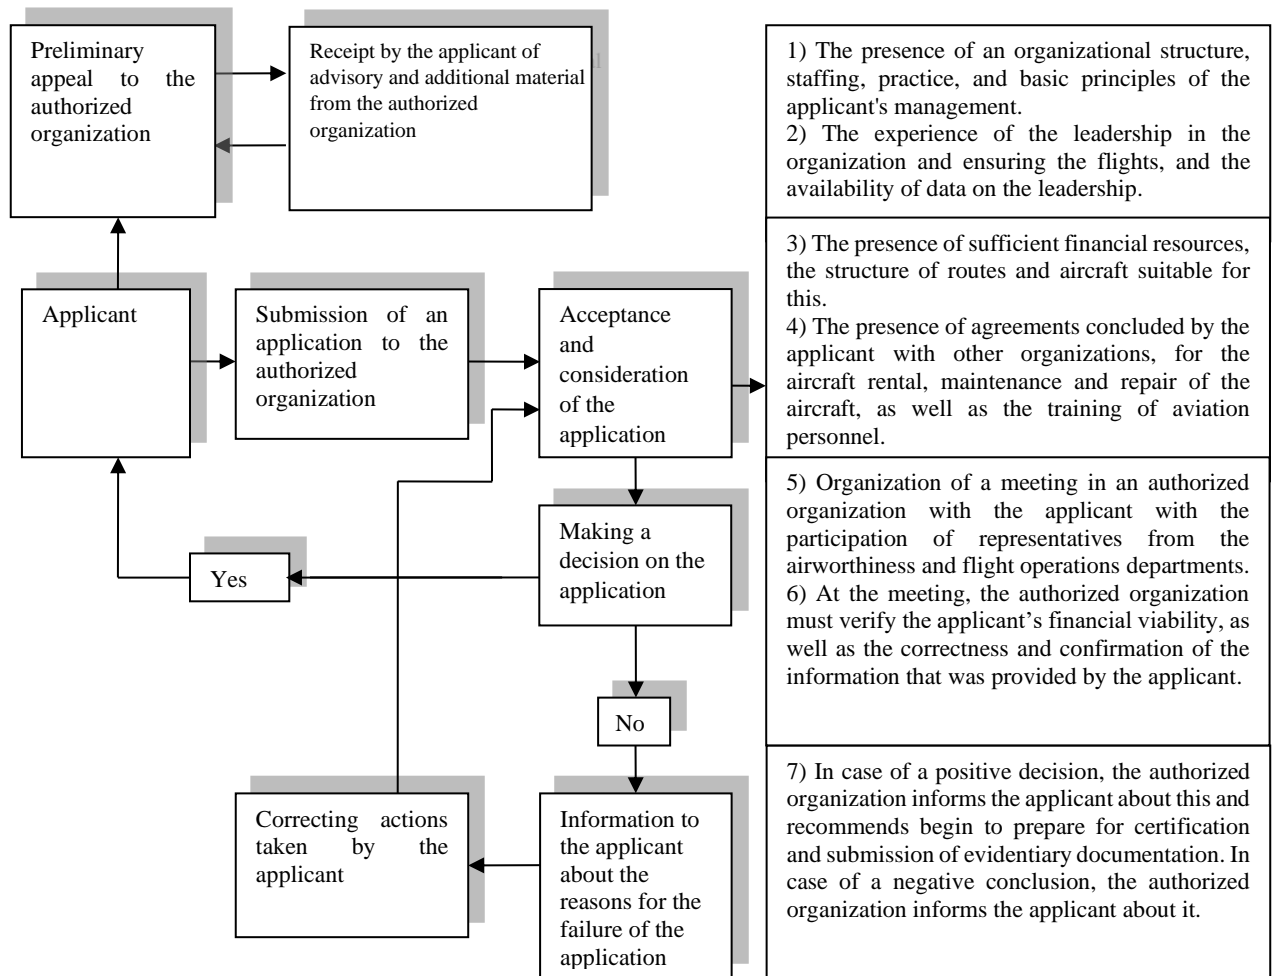 Preliminary
appeal to the
authorized
organization
Receipt by the applicant of
advisory and additional material
from the authorized
organization
Applicant
Submission of an
application to the
authorized
organization
Acceptance
and
consideration
of the
application
Making a
decision on the
application
Yes
No
Correcting actions
taken by the
applicant
Information to
the applicant
about the
reasons for the
failure of the
application
1) The presence of an organizational structure,
staffing, practice, and basic principles of the
applicant's management.
2) The experience of the leadership in the
organization and ensuring the flights, and the
availability of data on the leadership.
3) The presence of sufficient financial resources,
the structure of routes and aircraft suitable for
this.
4) The presence of agreements concluded by the
applicant with other organizations, for the
aircraft rental, maintenance and repair of the
aircraft, as well as the training of aviation
personnel.
5) Organization of a meeting in an authorized
organization with the applicant with the
participation of representatives from the
airworthiness and flight operations departments.
6) At the meeting, the authorized organization
must verify the applicant’s financial viability, as
well as the correctness and confirmation of the
information that was provided by the applicant.
7) In case of a positive decision, the authorized
organization informs the applicant about this and
recommends begin to prepare for certification
and submission of evidentiary documentation. In
case of a negative conclusion, the authorized
organization informs the applicant about it.